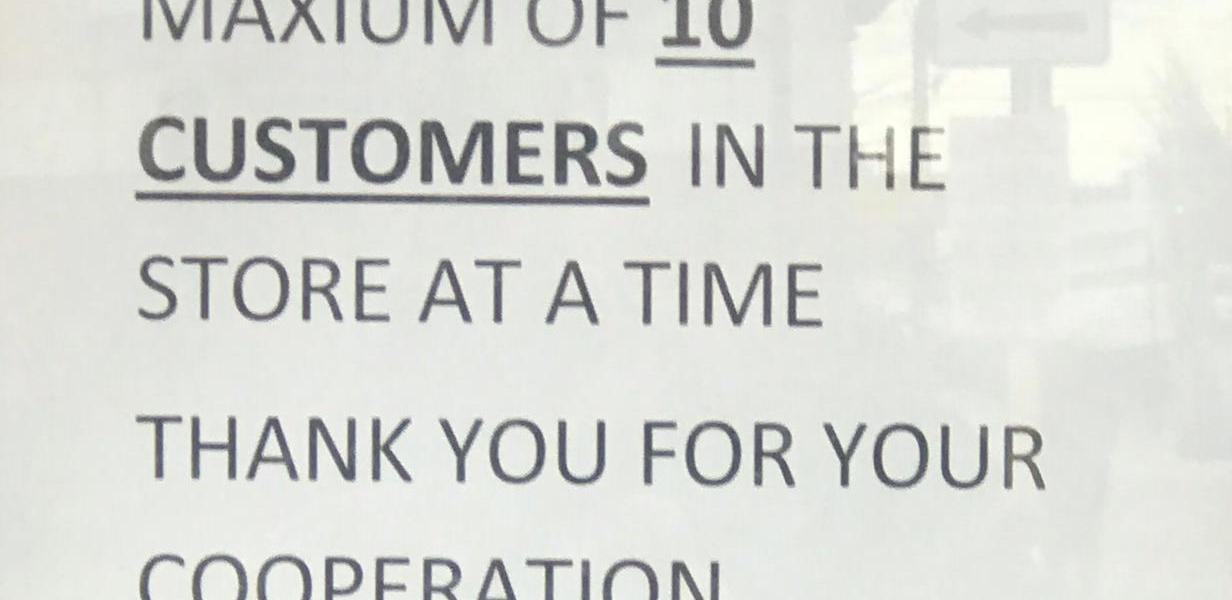 MAXIUM OF 10
CUSTOMERS IN THE
STORE AT A TIME
THANK YOU FOR YOUR
COOPERATION